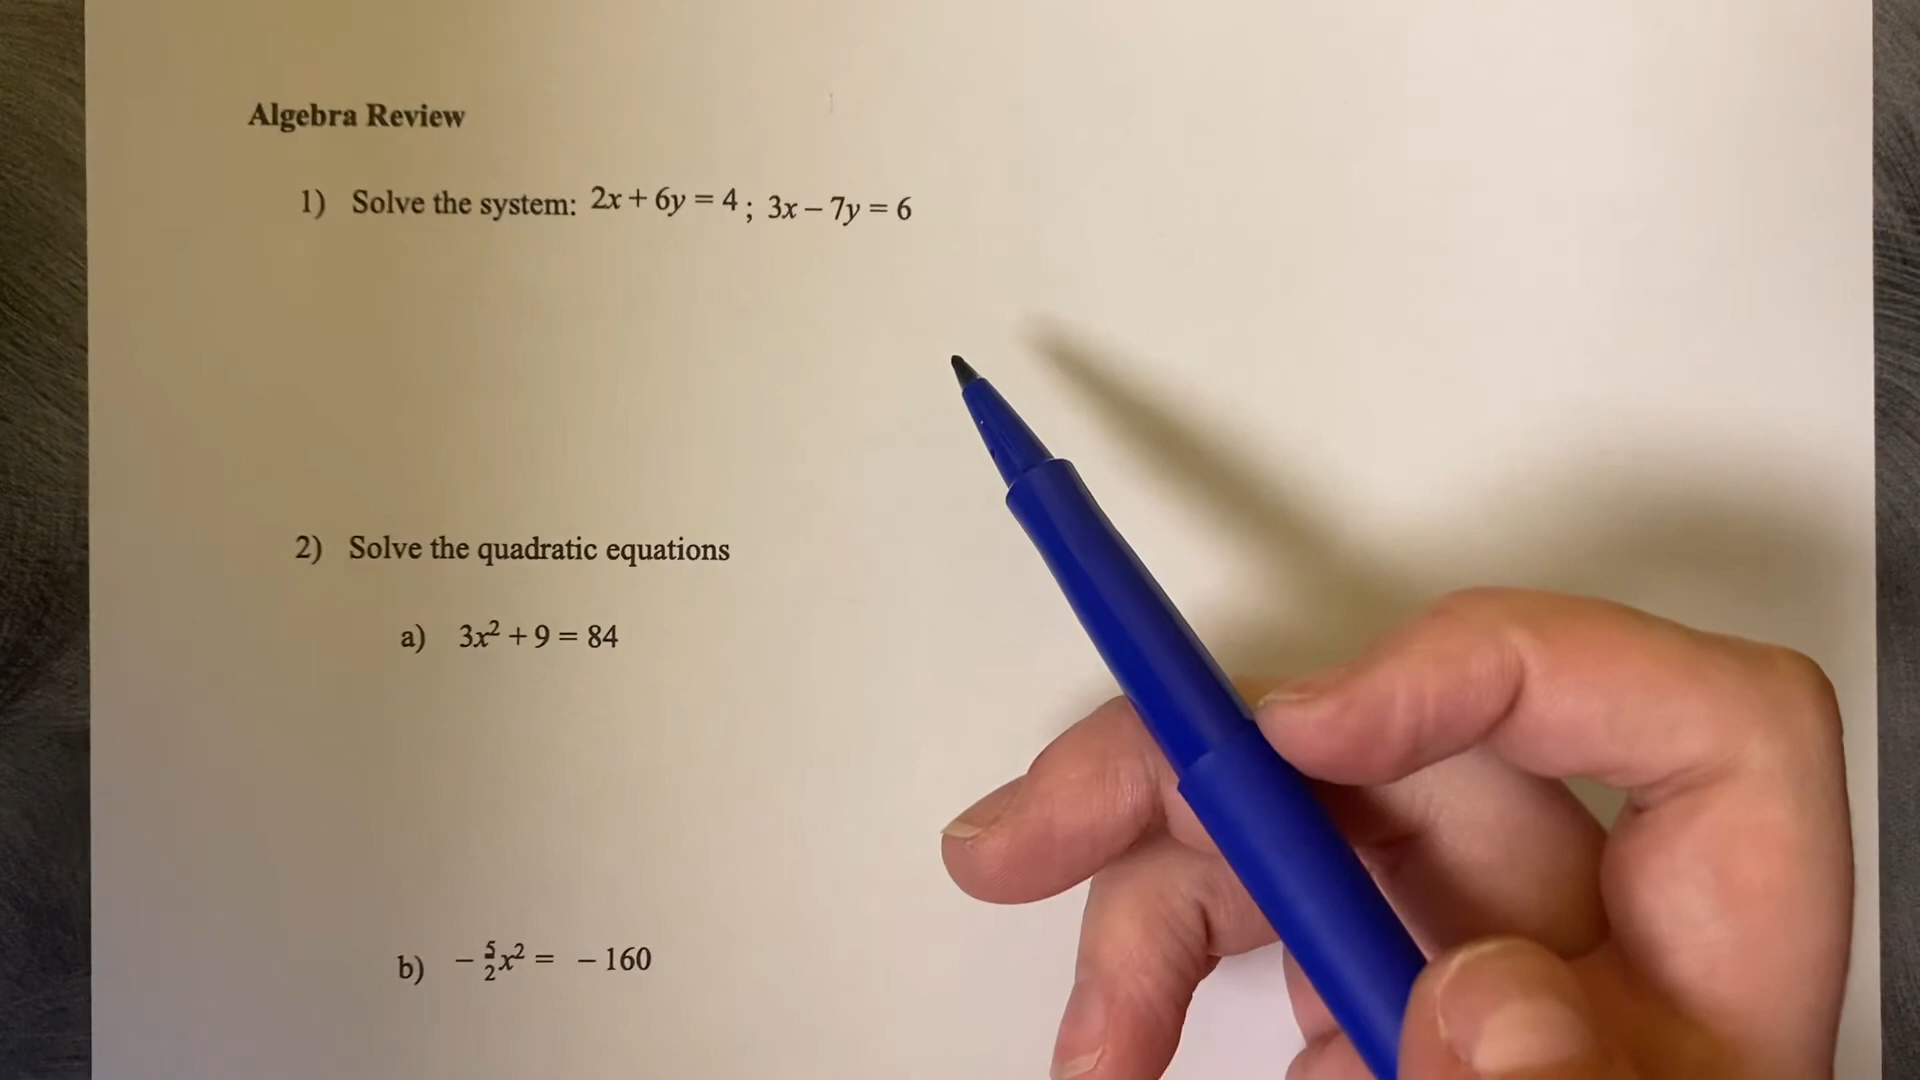 Algebra Review
1) Solve the system: 2x + 6y = 4 ; 3x – 7y = 6
2) Solve the quadratic equations
a) 3x² + 9 = 84
b) – 5/2 x² = – 160